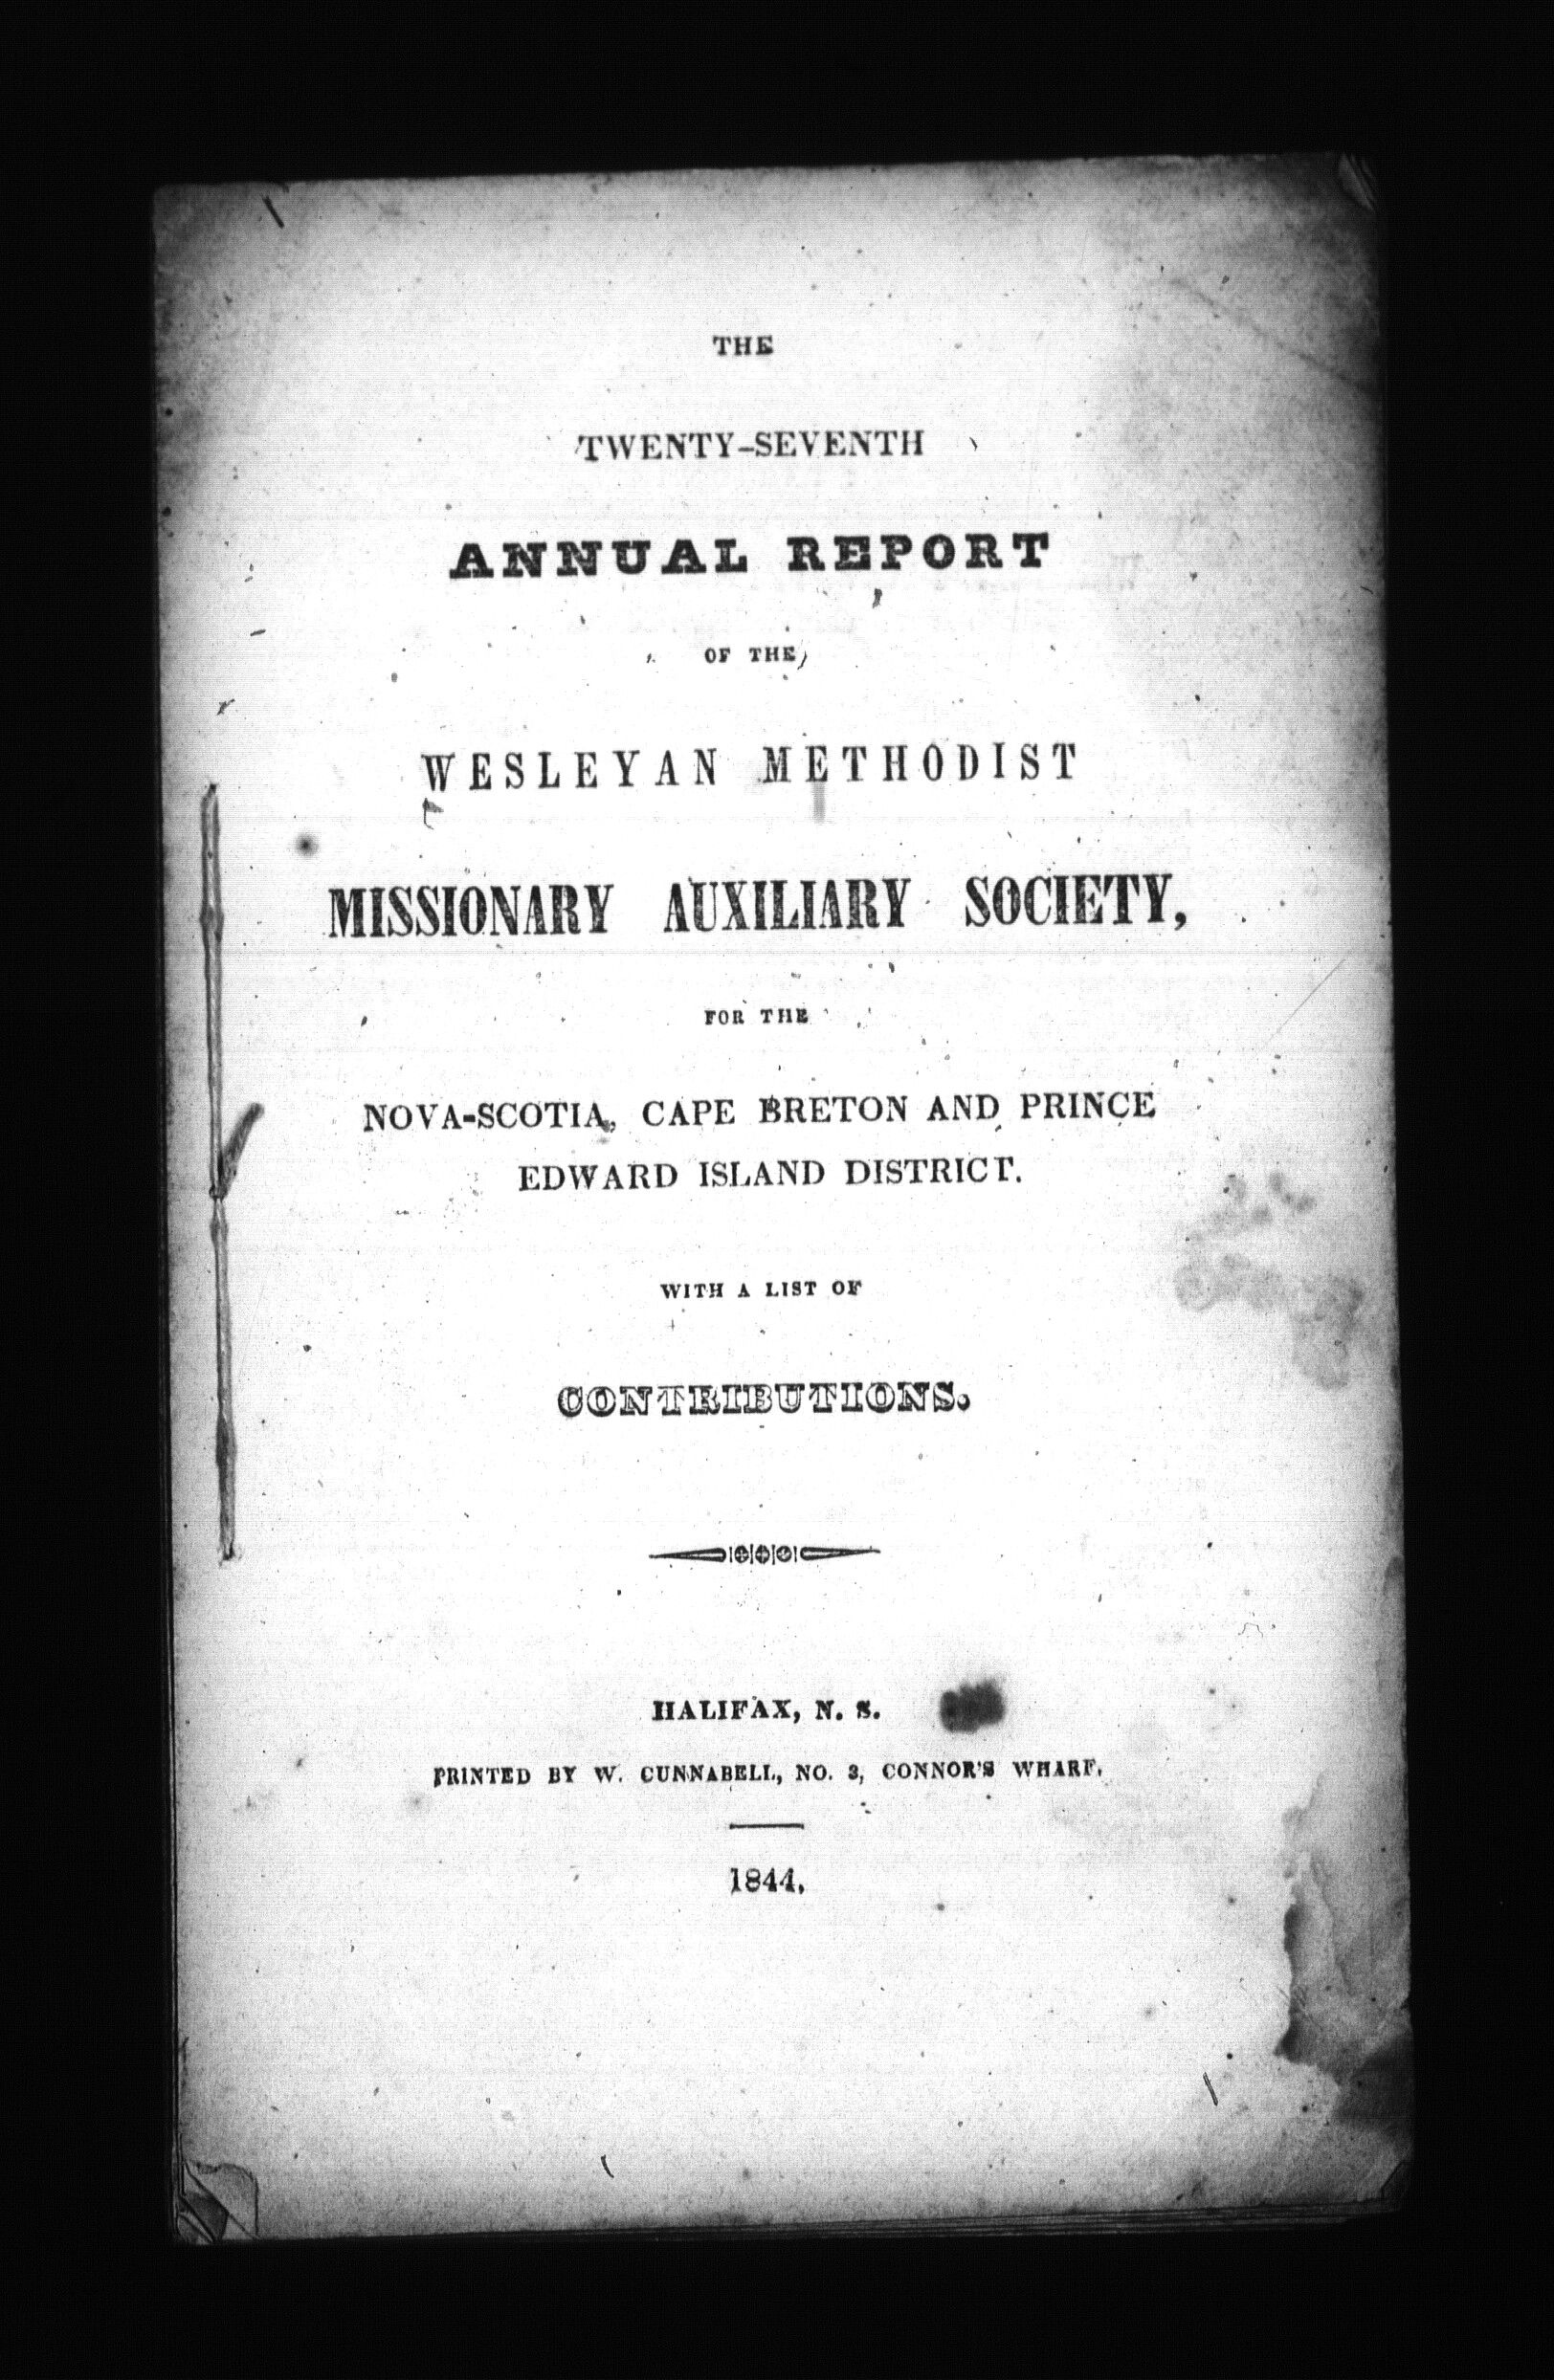 THE
TWENTY-SEVENTH
ANNUAL REPORT
OF THE
WESLEYAN METHODIST
MISSIONARY AUXILIARY SOCIETY,
FOR THE
NOVA-SCOTIA, CAPE BRETON AND PRINCE
EDWARD ISLAND DISTRICT.
WITH A LIST OF
CONTRIBUTIONS.
HALIFAX, N. S.
PRINTED BY W. CUNNABELL, NO. 3, CONNOR'S WHARF.
1844.